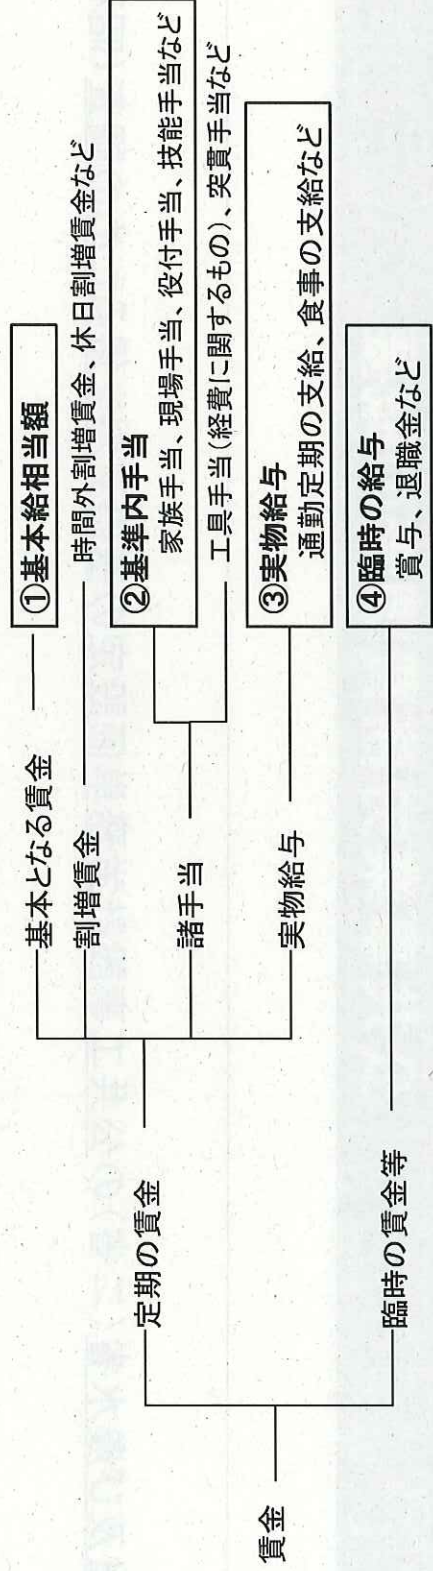 賃金
定期の賃金
基本となる賃金
①基本給相当額
割増賃金
時間外割増賃金、休日割増賃金など
諸手当
②基準内手当
家族手当、現場手当、役付手当、技能手当など
工具手当(経費に関するもの)、突貫手当など
実物給与
③実物給与
通勤定期の支給、食事の支給など
臨時の賃金等
④臨時の給与
賞与、退職金など